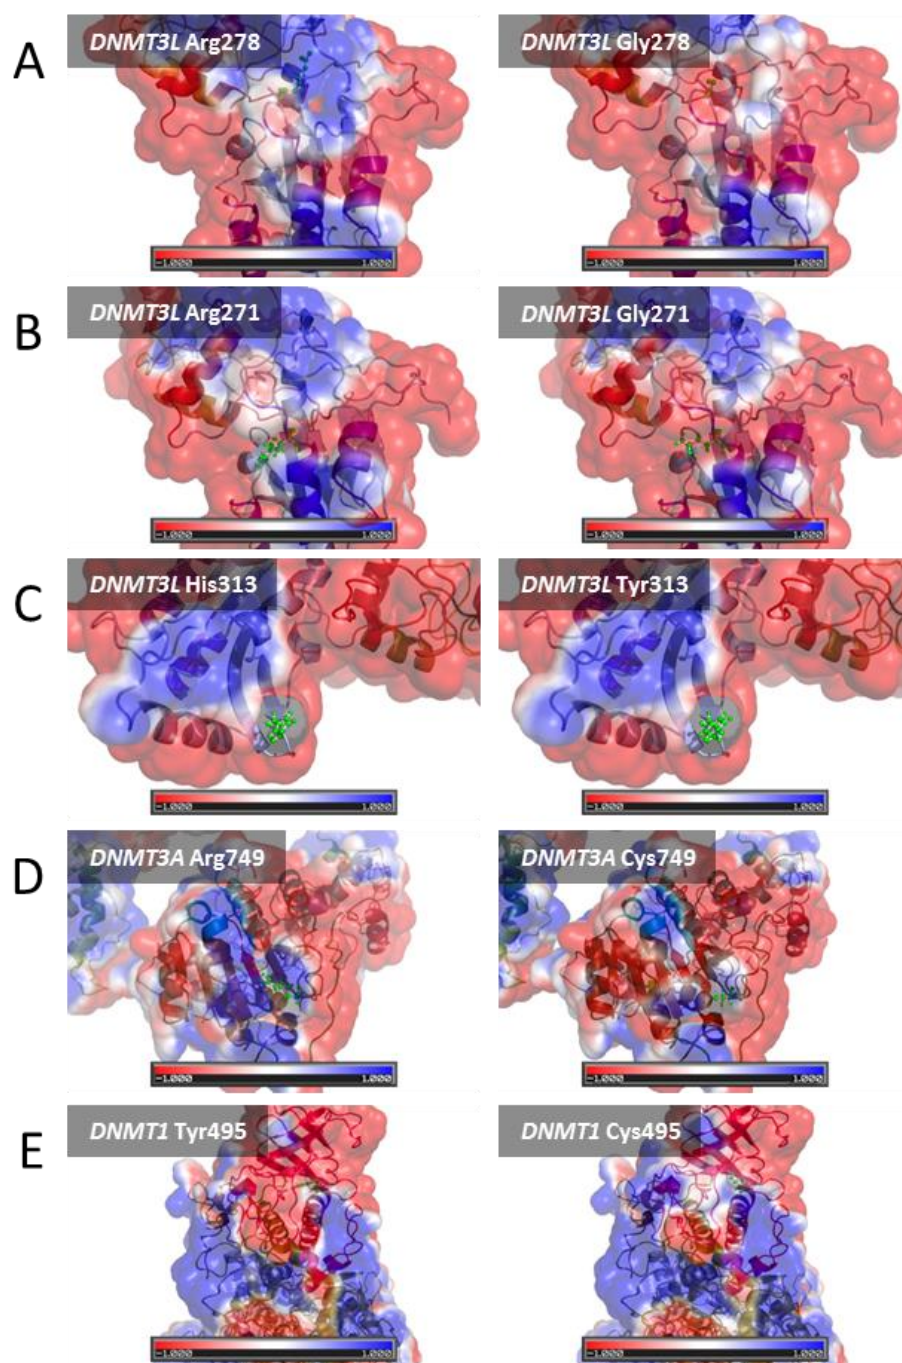 A
DNMT3L Arg278
DNMT3L Gly278
-1.000 1.000
-1.000 1.000
B
DNMT3L Arg271
DNMT3L Gly271
-1.000 1.000
-1.000 1.000
C
DNMT3L His313
DNMT3L Tyr313
-1.000 1.000
-1.000 1.000
D
DNMT3A Arg749
DNMT3A Cys749
-1.000 1.000
-1.000 1.000
E
DNMT1 Tyr495
DNMT1 Cys495
-1.000 1.000
-1.000 1.000